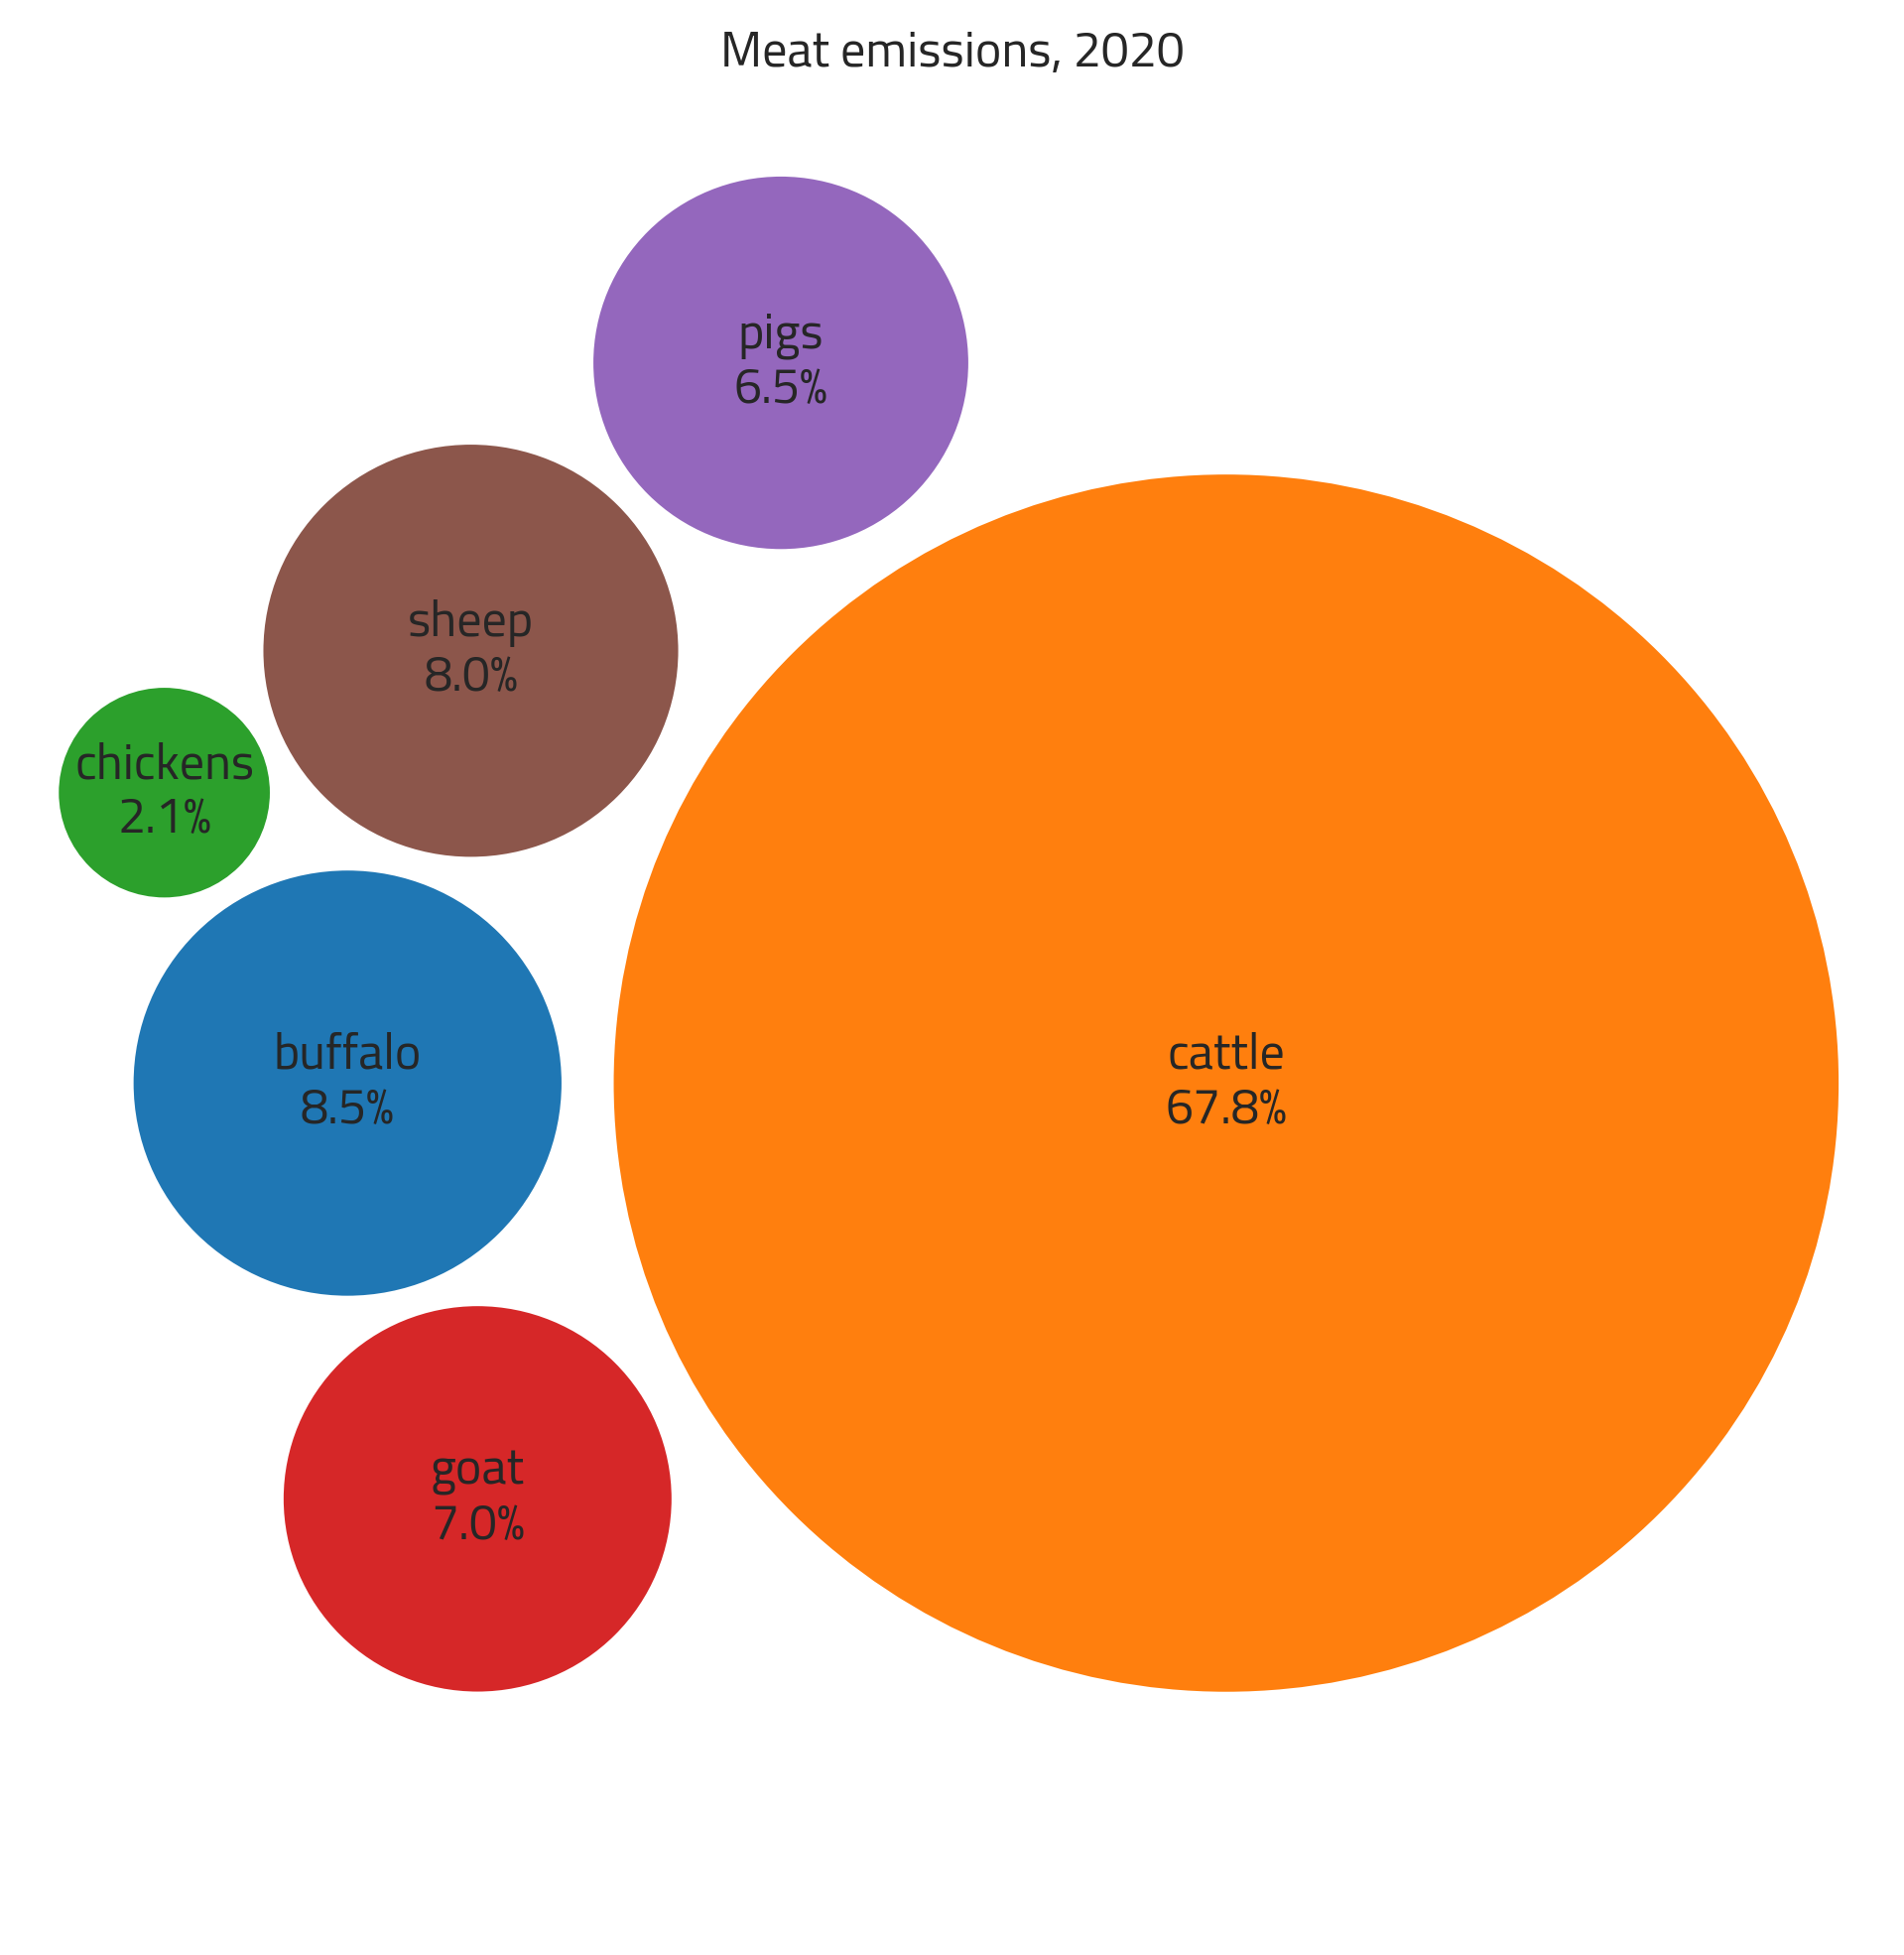 Meat emissions, 2020
pigs
6.5%
sheep
8.0%
chickens
2.1%
buffalo
8.5%
cattle
67.8%
goat
7.0%